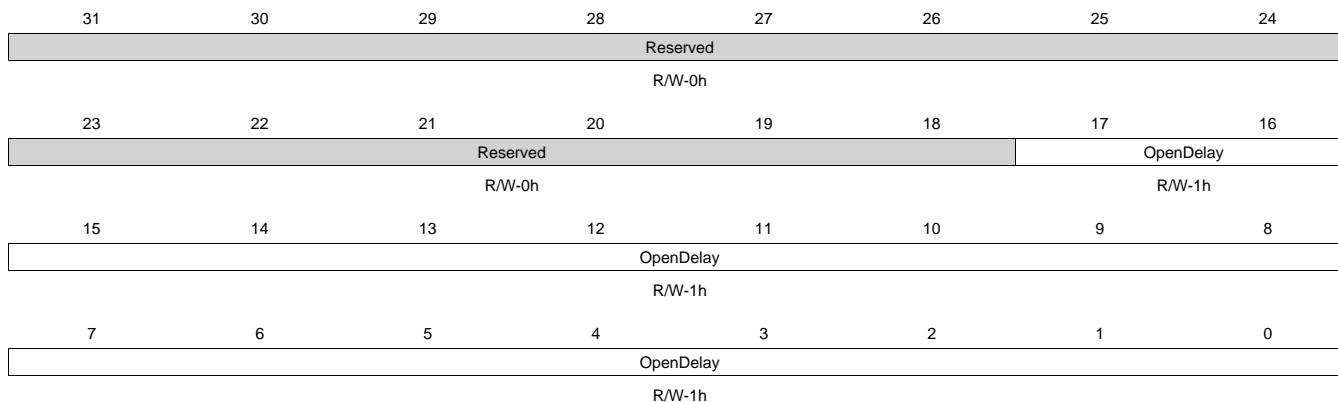 31 30 29 28 27 26 25 24
Reserved
R/W-0h
23 22 21 20 19 18 17 16
Reserved OpenDelay
R/W-0h R/W-1h
15 14 13 12 11 10 9 8
OpenDelay
R/W-1h
7 6 5 4 3 2 1 0
OpenDelay
R/W-1h